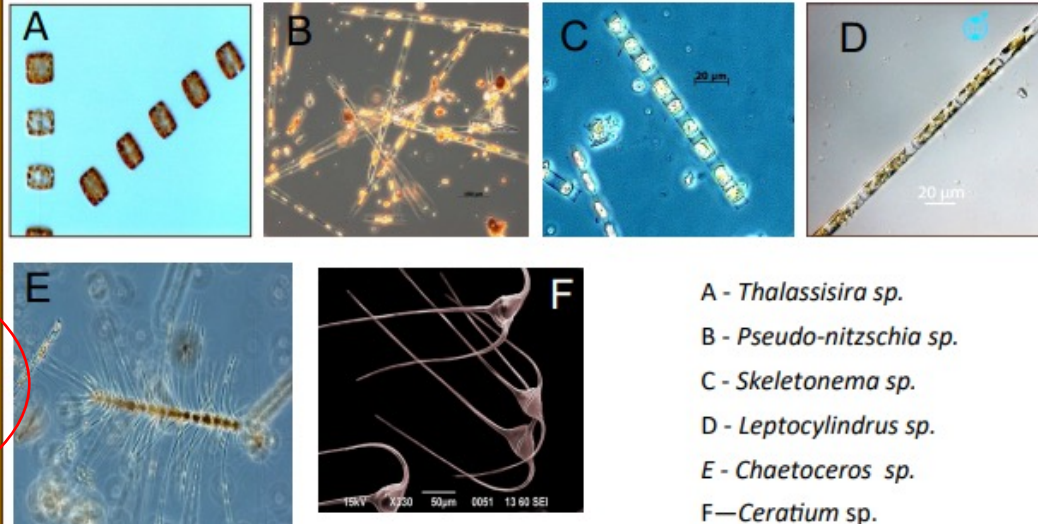 A
B
C
D
20 µm
20 µm
E
F
15kV X330 50µm 0051 13 60 SEI
A - Thalassisira sp.
B - Pseudo-nitzschia sp.
C - Skeletonema sp.
D - Leptocylindrus sp.
E - Chaetoceros sp.
F—Ceratium sp.